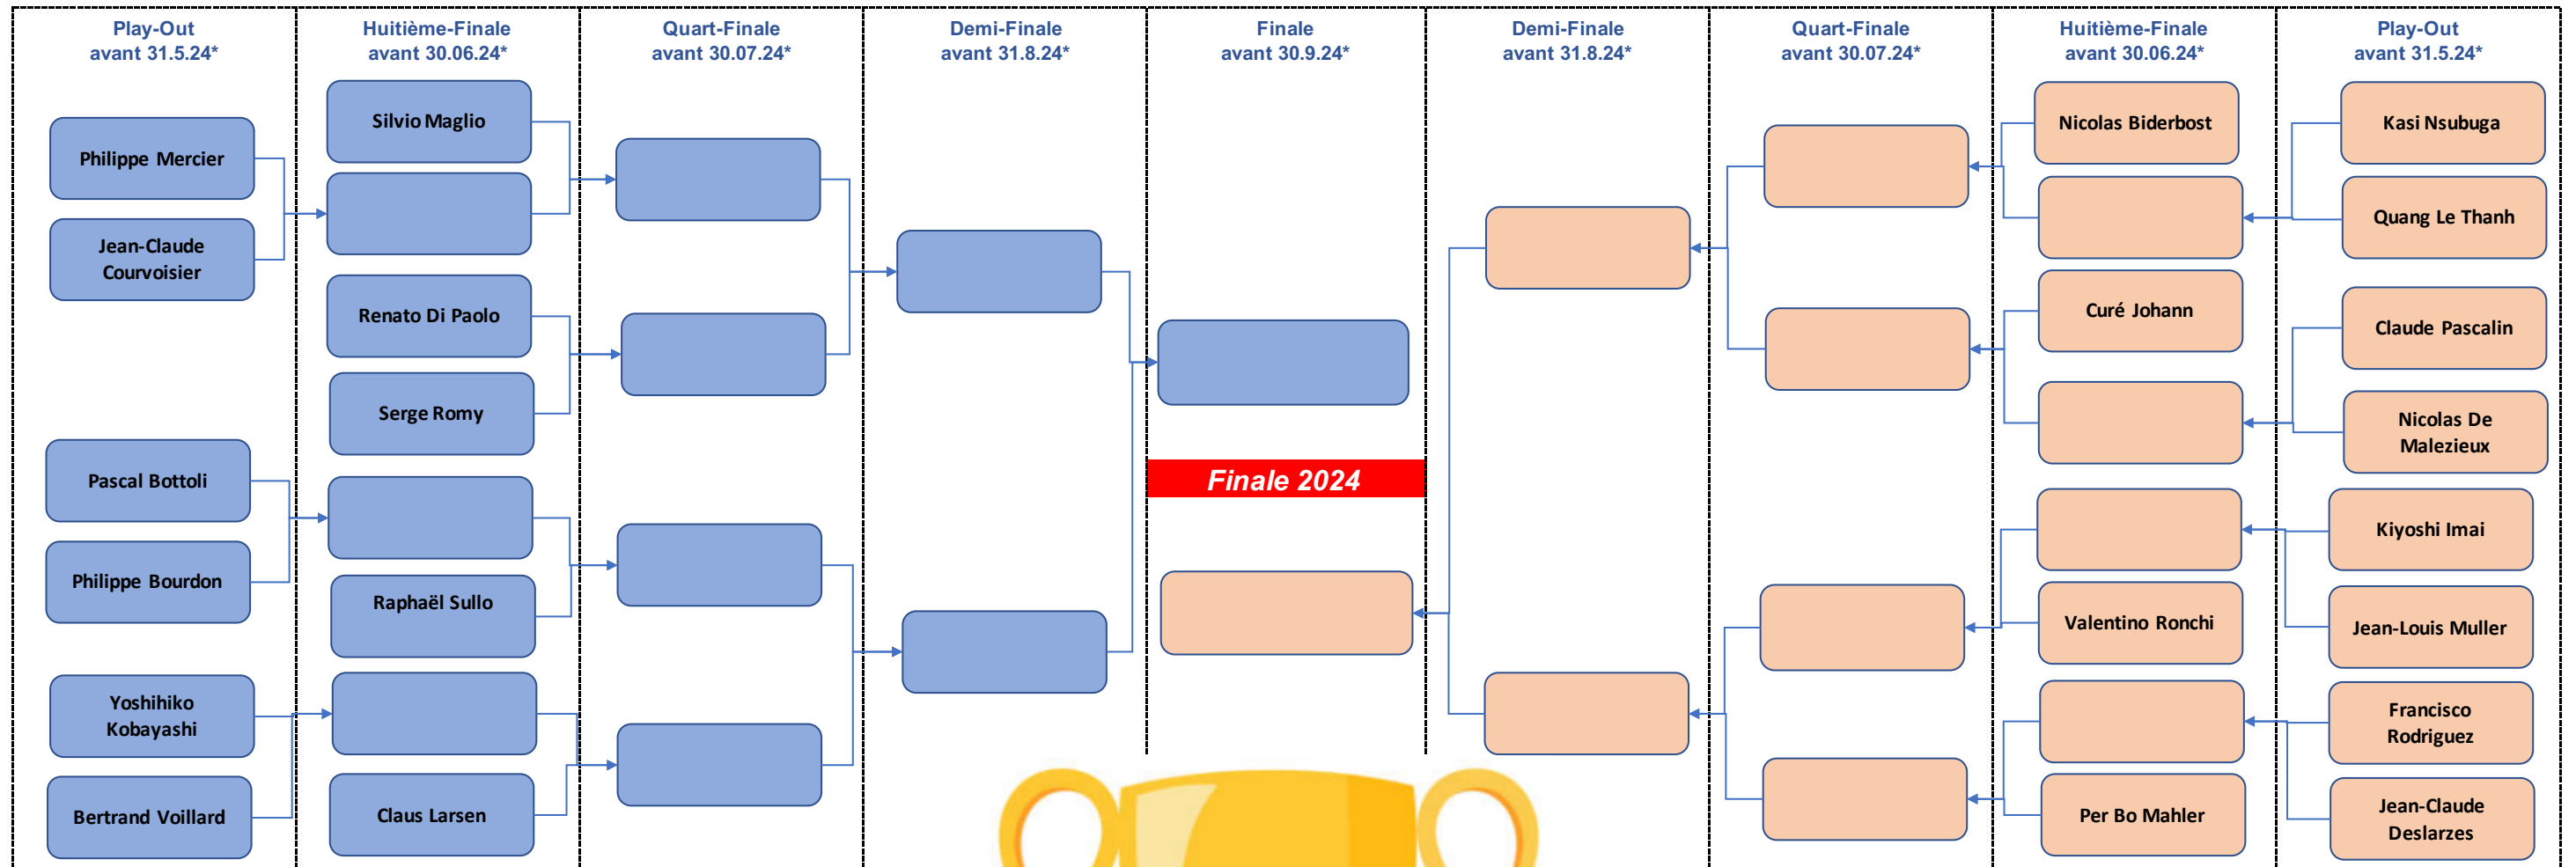 Play-Out
avant 31.5.24*
Huitième-Finale
avant 30.06.24*
Quart-Finale
avant 30.07.24*
Demi-Finale
avant 31.8.24*
Finale
avant 30.9.24*
Demi-Finale
avant 31.8.24*
Quart-Finale
avant 30.07.24*
Huitième-Finale
avant 30.06.24*
Play-Out
avant 31.5.24*
Philippe Mercier
Jean-Claude
Courvoisier
Pascal Bottoli
Philippe Bourdon
Yoshihiko
Kobayashi
Bertrand Voillard
Silvio Maglio
Renato Di Paolo
Serge Romy
Raphaël Sullo
Claus Larsen
Finale 2024
Nicolas Biderbost
Curé Johann
Valentino Ronchi
Per Bo Mahler
Kasi Nsubuga
Quang Le Thanh
Claude Pascalin
Nicolas De
Malezieux
Kiyoshi Imai
Jean-Louis Muller
Francisco
Rodriguez
Jean-Claude
Deslarzes